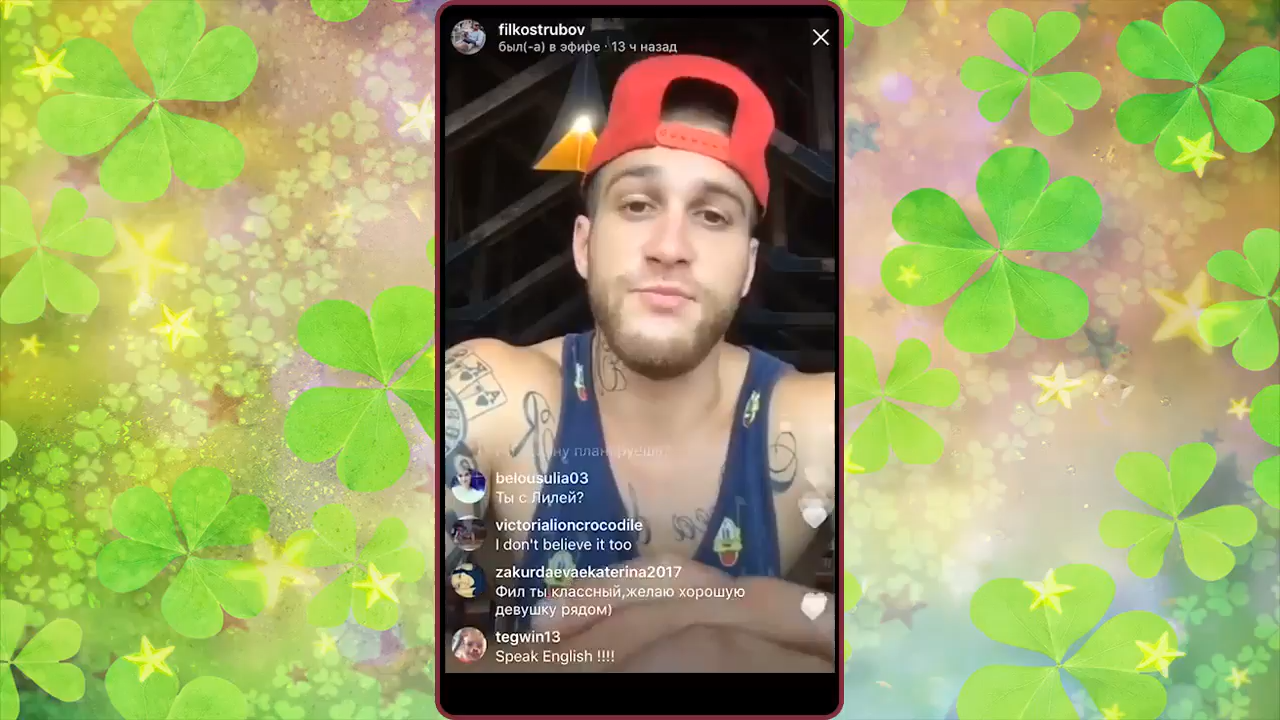 filkostrubov
был(-а) в эфире · 13 ч назад
планируешь?
belousulia03
Ты с Лилей?
victorialioncrocodile
I don't believe it too
zakurdaevaekaterina2017
Фил ты классный,желаю хорошую
девушку рядом)
tegwin13
Speak English !!!!